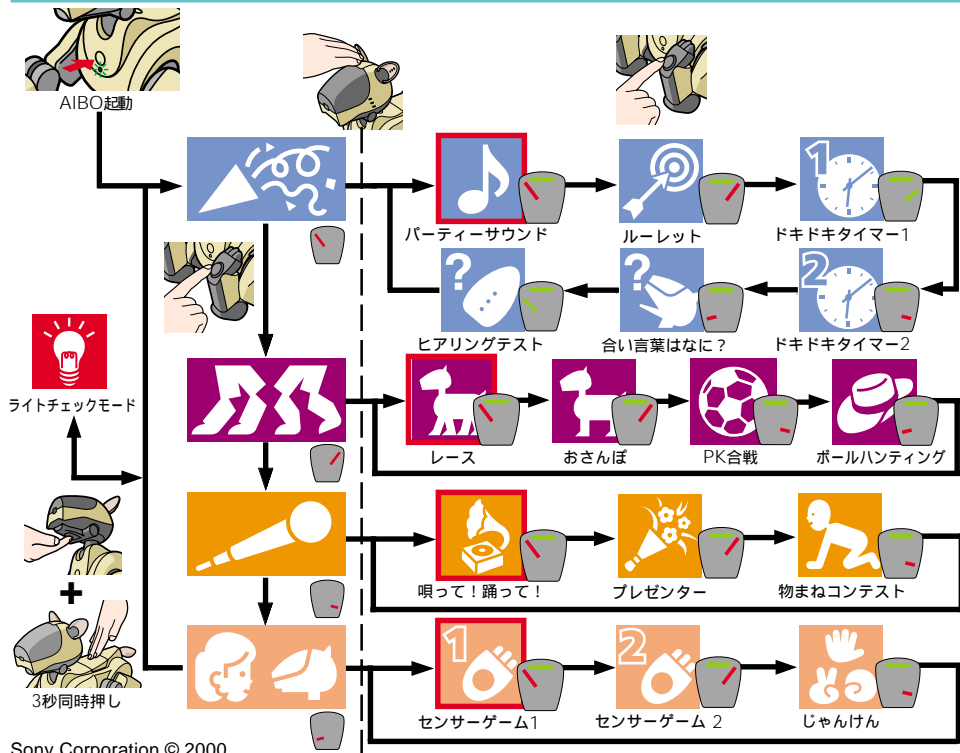 AIBO起動
パーティーサウンド
ルーレット
1
ドキドキタイマー1
?
ヒアリングテスト
?
合い言葉はなに？
2
ドキドキタイマー2
ライトチェックモード
レース
おさんぽ
PK合戦
ボールハンティング
唄って！踊って！
プレゼンター
物まねコンテスト
+
3秒同時押し
1
センサーゲーム1
2
センサーゲーム 2
じゃんけん
Sony Corporation © 2000